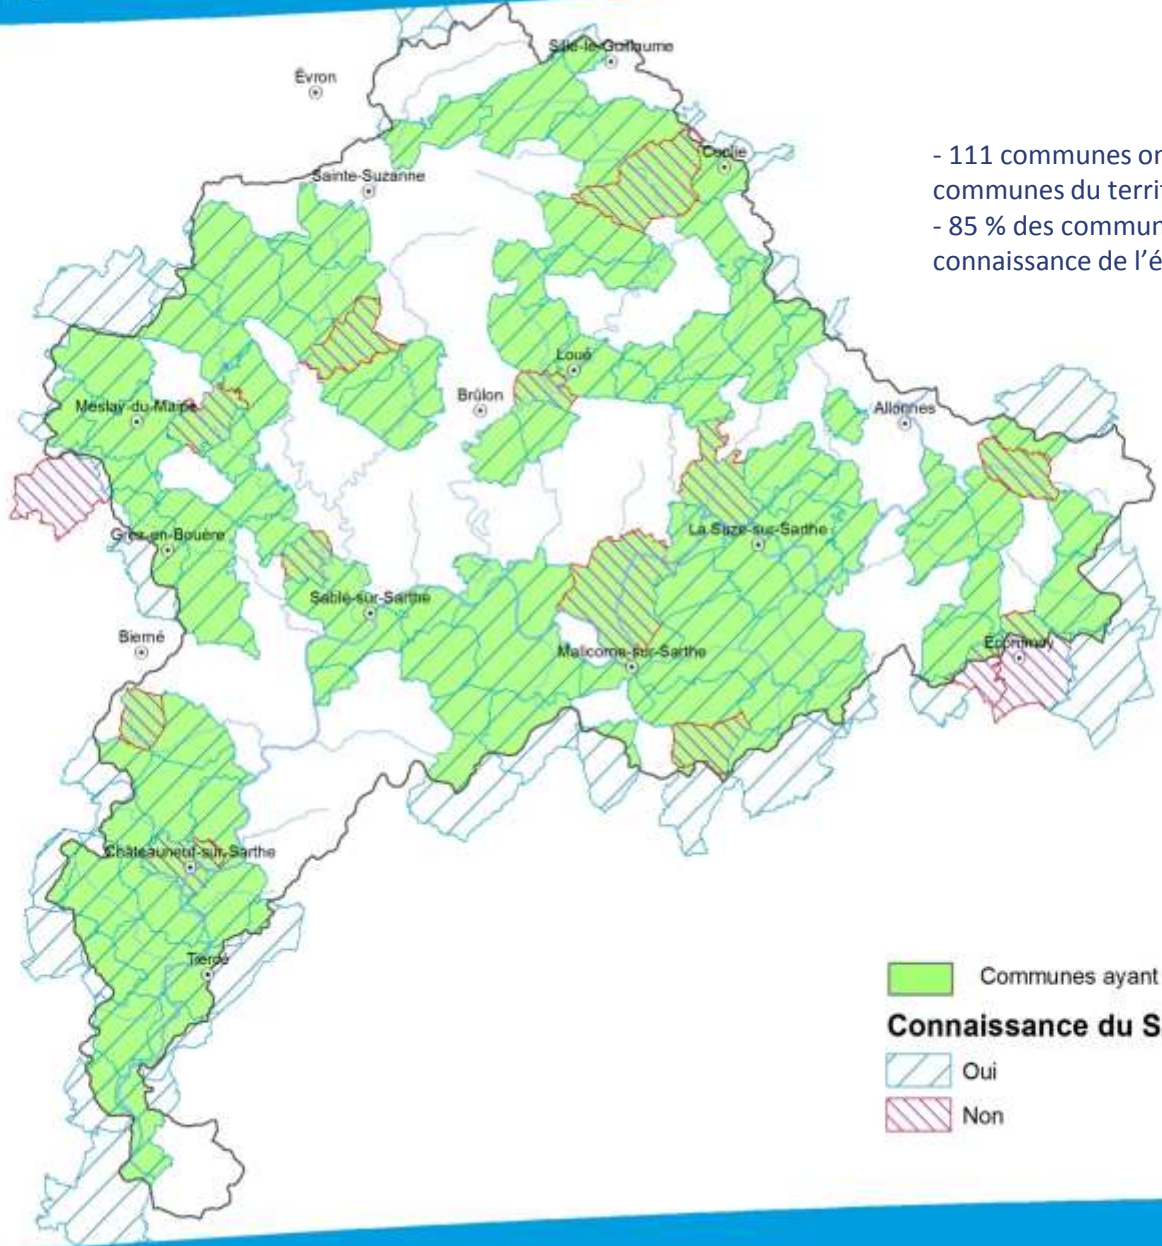 Sillé-le-Guillaume
Évron
- 111 communes on
communes du territ
- 85 % des commun
connaissance de l'é
Conlie
Sainte-Suzanne
Loué
Brûlon
Meslay-du-Maine
Allonnes
La Suze-sur-Sarthe
Grez-en-Bouère
Sablé-sur-Sarthe
Bierné
Malicorne-sur-Sarthe
Écommoy
Châteauneuf-sur-Sarthe
Tiercé
Communes ayant
Connaissance du S
Oui
Non